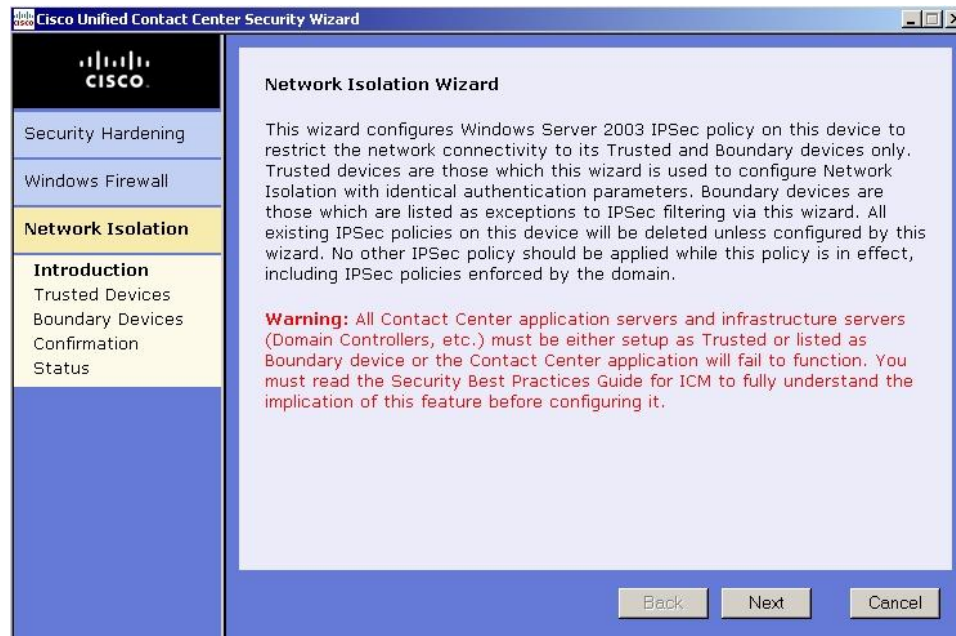 Cisco Unified Contact Center Security Wizard
CISCO
Security Hardening
Windows Firewall
Network Isolation
Introduction
Trusted Devices
Boundary Devices
Confirmation
Status
Network Isolation Wizard
This wizard configures Windows Server 2003 IPSec policy on this device to
restrict the network connectivity to its Trusted and Boundary devices only.
Trusted devices are those which this wizard is used to configure Network
Isolation with identical authentication parameters. Boundary devices are
those which are listed as exceptions to IPSec filtering via this wizard. All
existing IPSec policies on this device will be deleted unless configured by this
wizard. No other IPSec policy should be applied while this policy is in effect,
including IPSec policies enforced by the domain.
Warning: All Contact Center application servers and infrastructure servers
(Domain Controllers, etc.) must be either setup as Trusted or listed as
Boundary device or the Contact Center application will fail to function. You
must read the Security Best Practices Guide for ICM to fully understand the
implication of this feature before configuring it.
Back
Next
Cancel